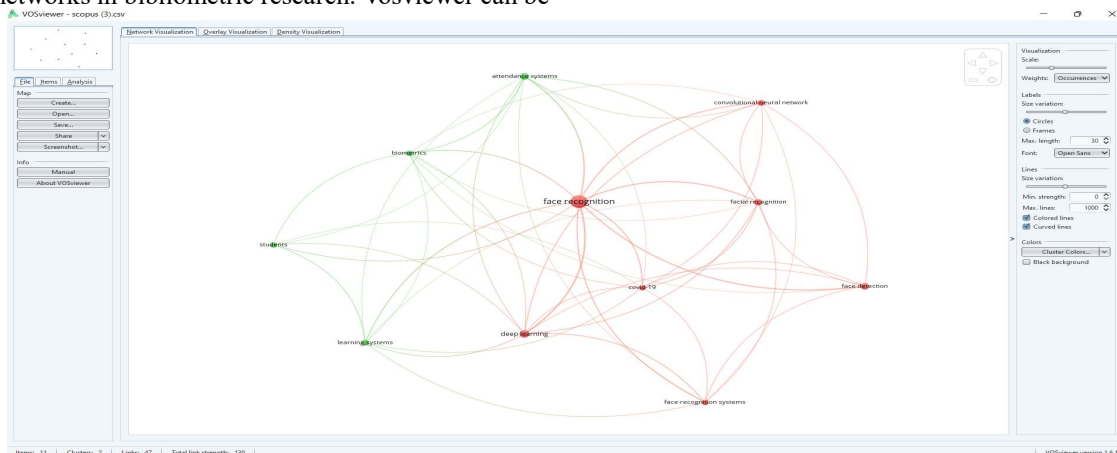 networks in bibliometric research. Vosviewer can be
VOSviewer - scopus (3).csv
Network Visualization Overlay Visualization Density Visualization
File Items Analysis
Map
Create...
Open...
Save...
Share
Screenshot...
Info
Manual
About VOSviewer
attendance systems
convolutional neural network
biometrics
face recognition
facial recognition
students
covid-19
face detection
deep learning
learning systems
face recognition systems
Visualization
Scale:
Weights: Occurrences
Labels
Size variation:
Circles
Frames
Max. length: 30
Font: Open Sans
Lines
Size variation:
Min. strength: 0
Max. lines: 1000
Colored lines
Curved lines
Colors
Cluster Colors...
Black background
Items: 11 Clusters: 2 Links: 47 Total link strength: 130
VOSviewer version